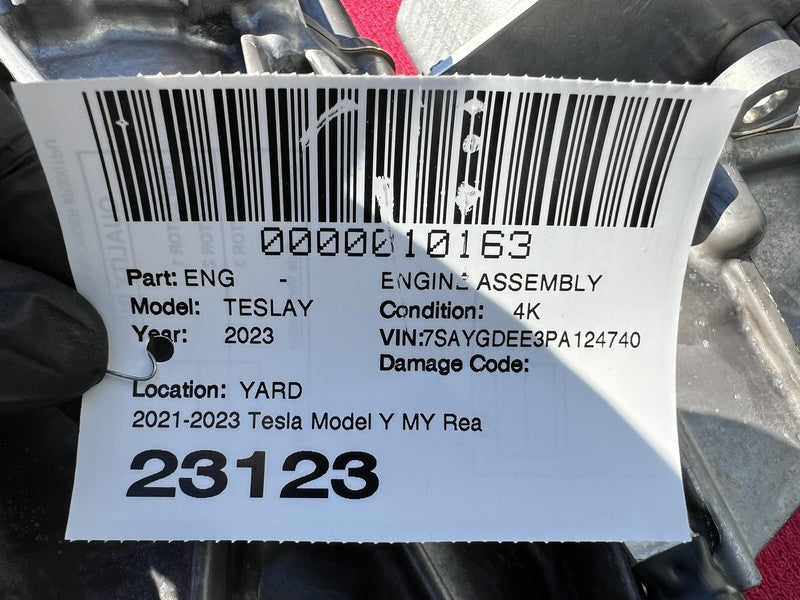 0000010163
Part: ENG - ENGINE ASSEMBLY
Model: TESLAY Condition: 4K
Year: 2023 VIN:7SAYGDEE3PA124740
Damage Code:
Location: YARD
2021-2023 Tesla Model Y MY Rea
23123